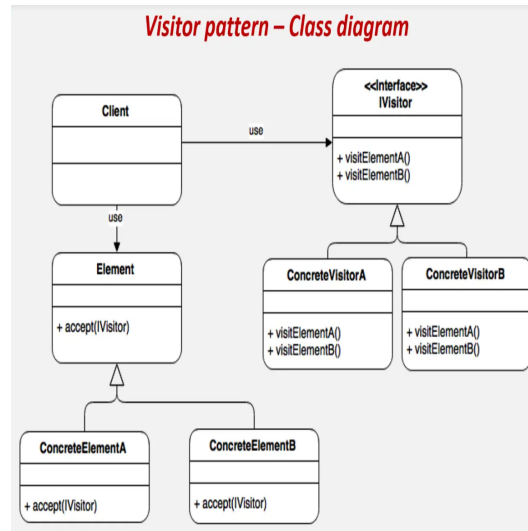 Visitor pattern – Class diagram
Client
use
use
<<Interface>>
IVisitor
+ visitElementA()
+ visitElementB()
Element
+ accept(IVisitor)
ConcreteVisitorA
+ visitElementA()
+ visitElementB()
ConcreteVisitorB
+ visitElementA()
+ visitElementB()
ConcreteElementA
+ accept(IVisitor)
ConcreteElementB
+ accept(IVisitor)